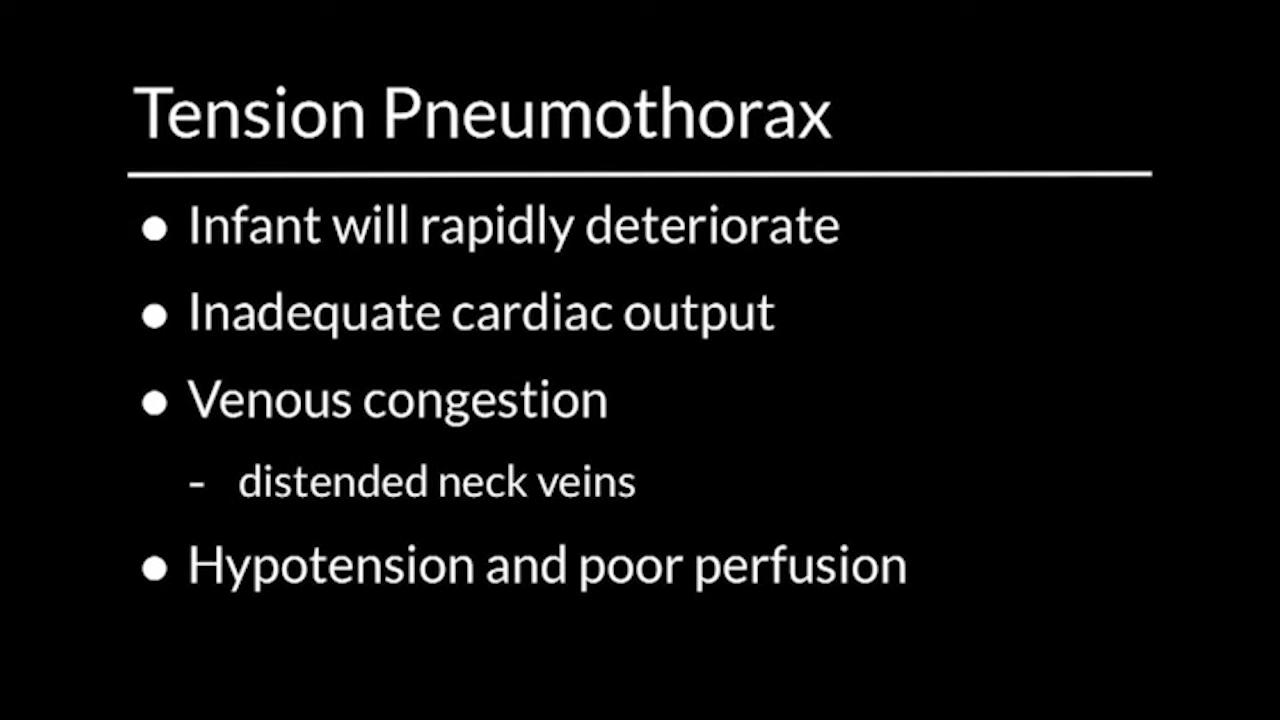 Tension Pneumothorax
● Infant will rapidly deteriorate
● Inadequate cardiac output
● Venous congestion
- distended neck veins
● Hypotension and poor perfusion